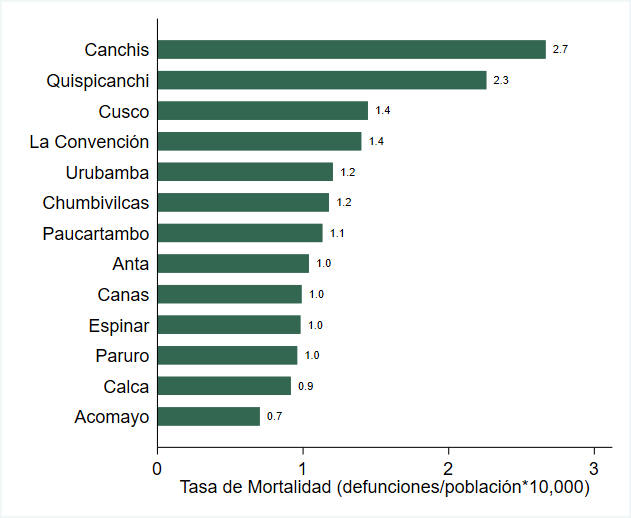 Canchis 2.7
Quispicanchi 2.3
Cusco 1.4
La Convención 1.4
Urubamba 1.2
Chumbivilcas 1.2
Paucartambo 1.1
Anta 1.0
Canas 1.0
Espinar 1.0
Paruro 1.0
Calca 0.9
Acomayo 0.7
0 1 2 3
Tasa de Mortalidad (defunciones/población*10,000)